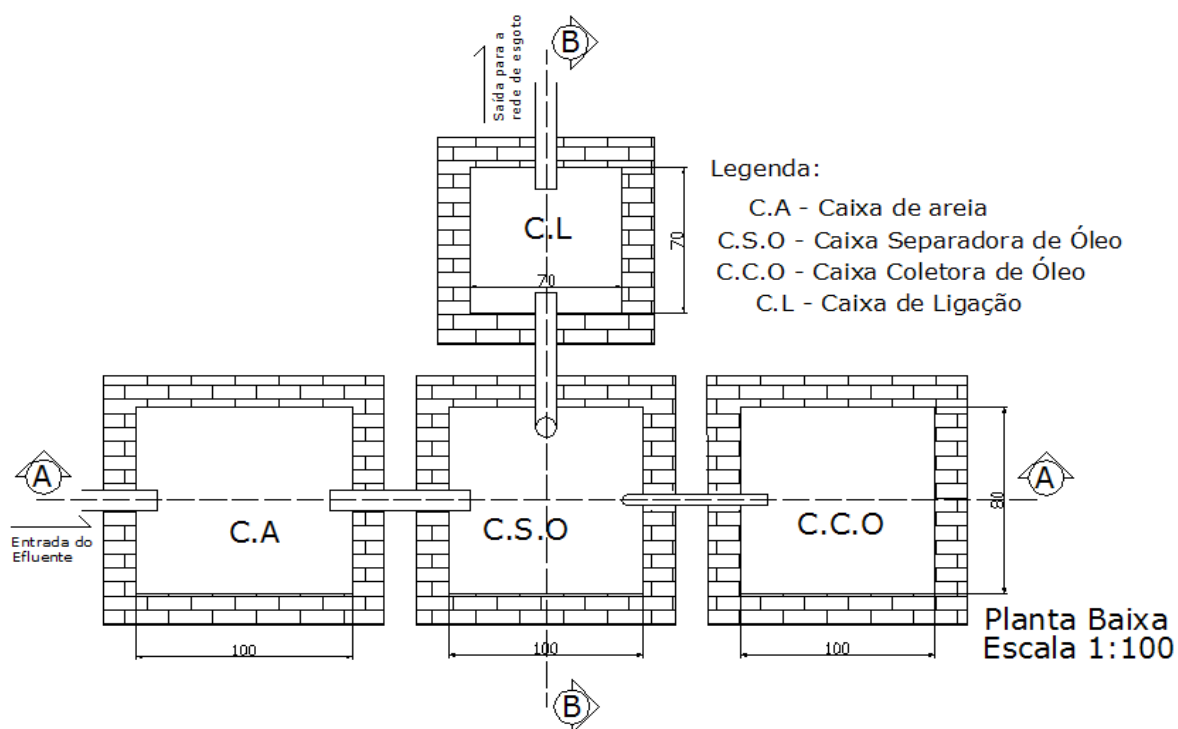 B
Saída para a
rede de esgoto
Legenda:
C.A - Caixa de areia
C.S.O - Caixa Separadora de Óleo
C.C.O - Caixa Coletora de Óleo
C.L - Caixa de Ligação
C.L
70
70
A
A
Entrada do
Efluente
C.A
C.S.O
C.C.O
80
100
100
100
Planta Baixa
Escala 1:100
B